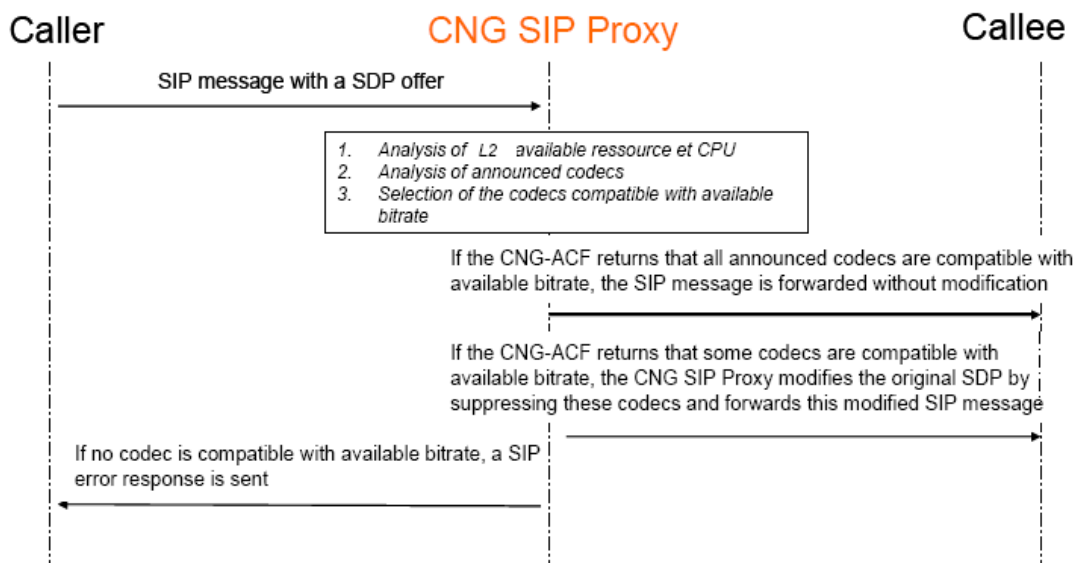 Caller
CNG SIP Proxy
Callee
SIP message with a SDP offer
1. Analysis of L2 available ressource et CPU
2. Analysis of announced codecs
3. Selection of the codecs compatible with available
bitrate
If the CNG-ACF returns that all announced codecs are compatible with
available bitrate, the SIP message is forwarded without modification
If the CNG-ACF returns that some codecs are compatible with
available bitrate, the CNG SIP Proxy modifies the original SDP by
suppressing these codecs and forwards this modified SIP message
If no codec is compatible with available bitrate, a SIP
error response is sent